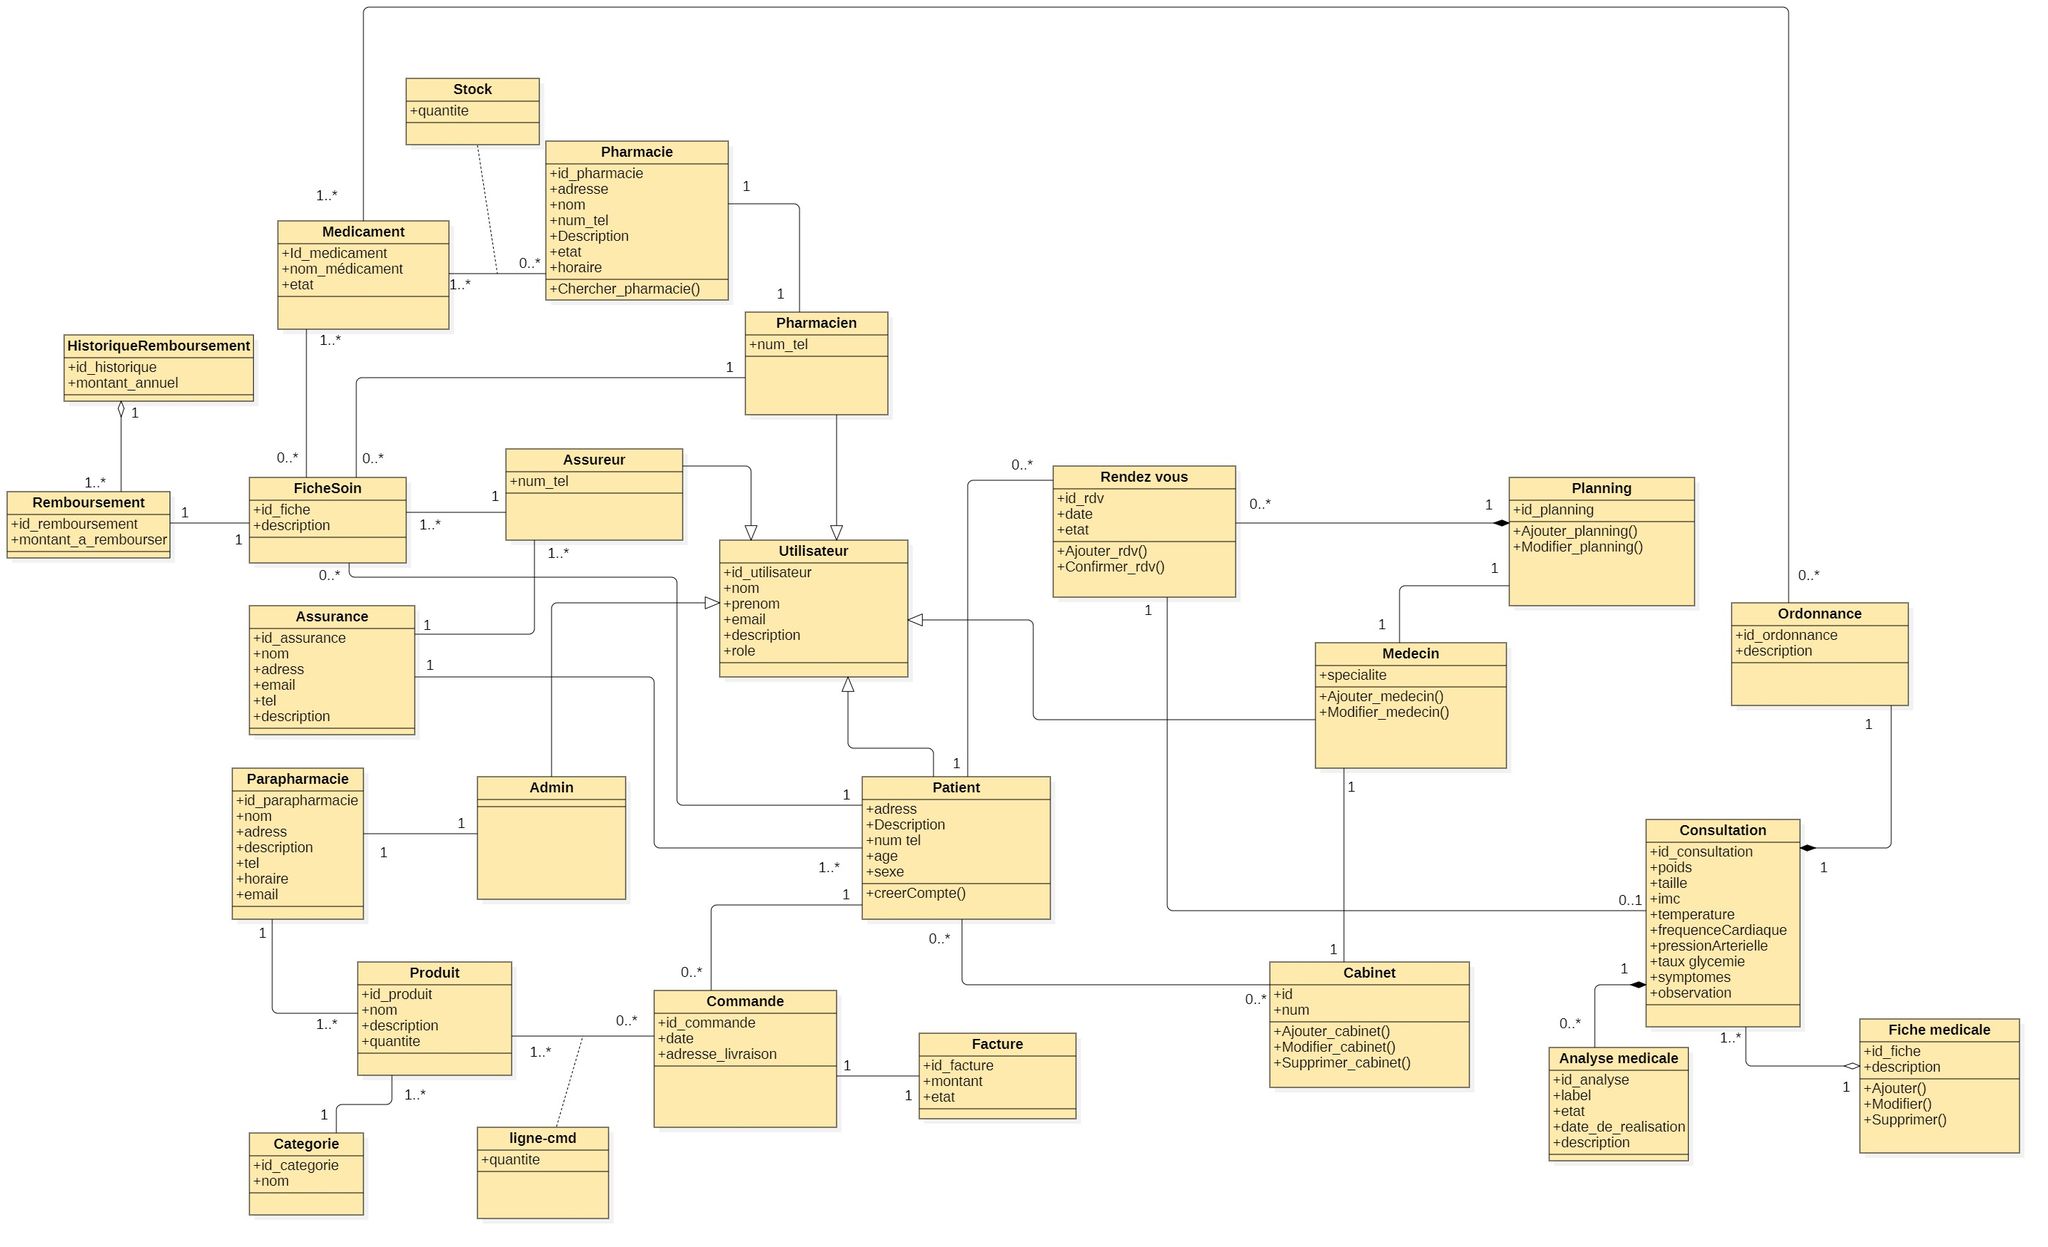 Stock
+quantite
Pharmacie
+id_pharmacie
+adresse
+nom
+num_tel
+Description
+etat
+horaire
+Chercher_pharmacie()
1
1..*
Medicament
+Id_medicament
+nom_médicament
+etat
0..*
1..*
1
Pharmacien
+num_tel
1..*
HistoriqueRemboursement
+id_historique
+montant_annuel
1
1
0..*
0..*
1..*
Remboursement
+id_remboursement
+montant_a_rembourser
1
1
FicheSoin
+id_fiche
+description
1..*
1
Assureur
+num_tel
1..*
0..*
Utilisateur
+id_utilisateur
+nom
+prenom
+email
+description
+role
0..*
Rendez vous
+id_rdv
+date
+etat
+Ajouter_rdv()
+Confirmer_rdv()
0..*
1
Planning
+id_planning
+Ajouter_planning()
+Modifier_planning()
1
1
1
0..*
Ordonnance
+id_ordonnance
+description
1
Assurance
+id_assurance
+nom
+adress
+email
+tel
+description
1
1
Medecin
+specialite
+Ajouter_medecin()
+Modifier_medecin()
1
Parapharmacie
+id_parapharmacie
+nom
+adress
+description
+tel
+horaire
+email
1
1
Admin
1
1
Patient
+adress
+Description
+num tel
+age
+sexe
+creerCompte()
1..*
1
0..*
Consultation
+id_consultation
+poids
+taille
+imc
+temperature
+frequenceCardiaque
+pressionArterielle
+taux glycemie
+symptomes
+observation
1
0..1
1
1..*
1
1..*
Produit
+id_produit
+nom
+description
+quantite
1..*
0..*
0..*
Commande
+id_commande
+date
+adresse_livraison
1
1
Facture
+id_facture
+montant
+etat
1
0..*
Cabinet
+id
+num
+Ajouter_cabinet()
+Modifier_cabinet()
+Supprimer_cabinet()
0..*
Analyse medicale
+id_analyse
+label
+etat
+date_de_realisation
+description
1
Fiche medicale
+id_fiche
+description
+Ajouter()
+Modifier()
+Supprimer()
1..*
1
Categorie
+id_categorie
+nom
ligne-cmd
+quantite